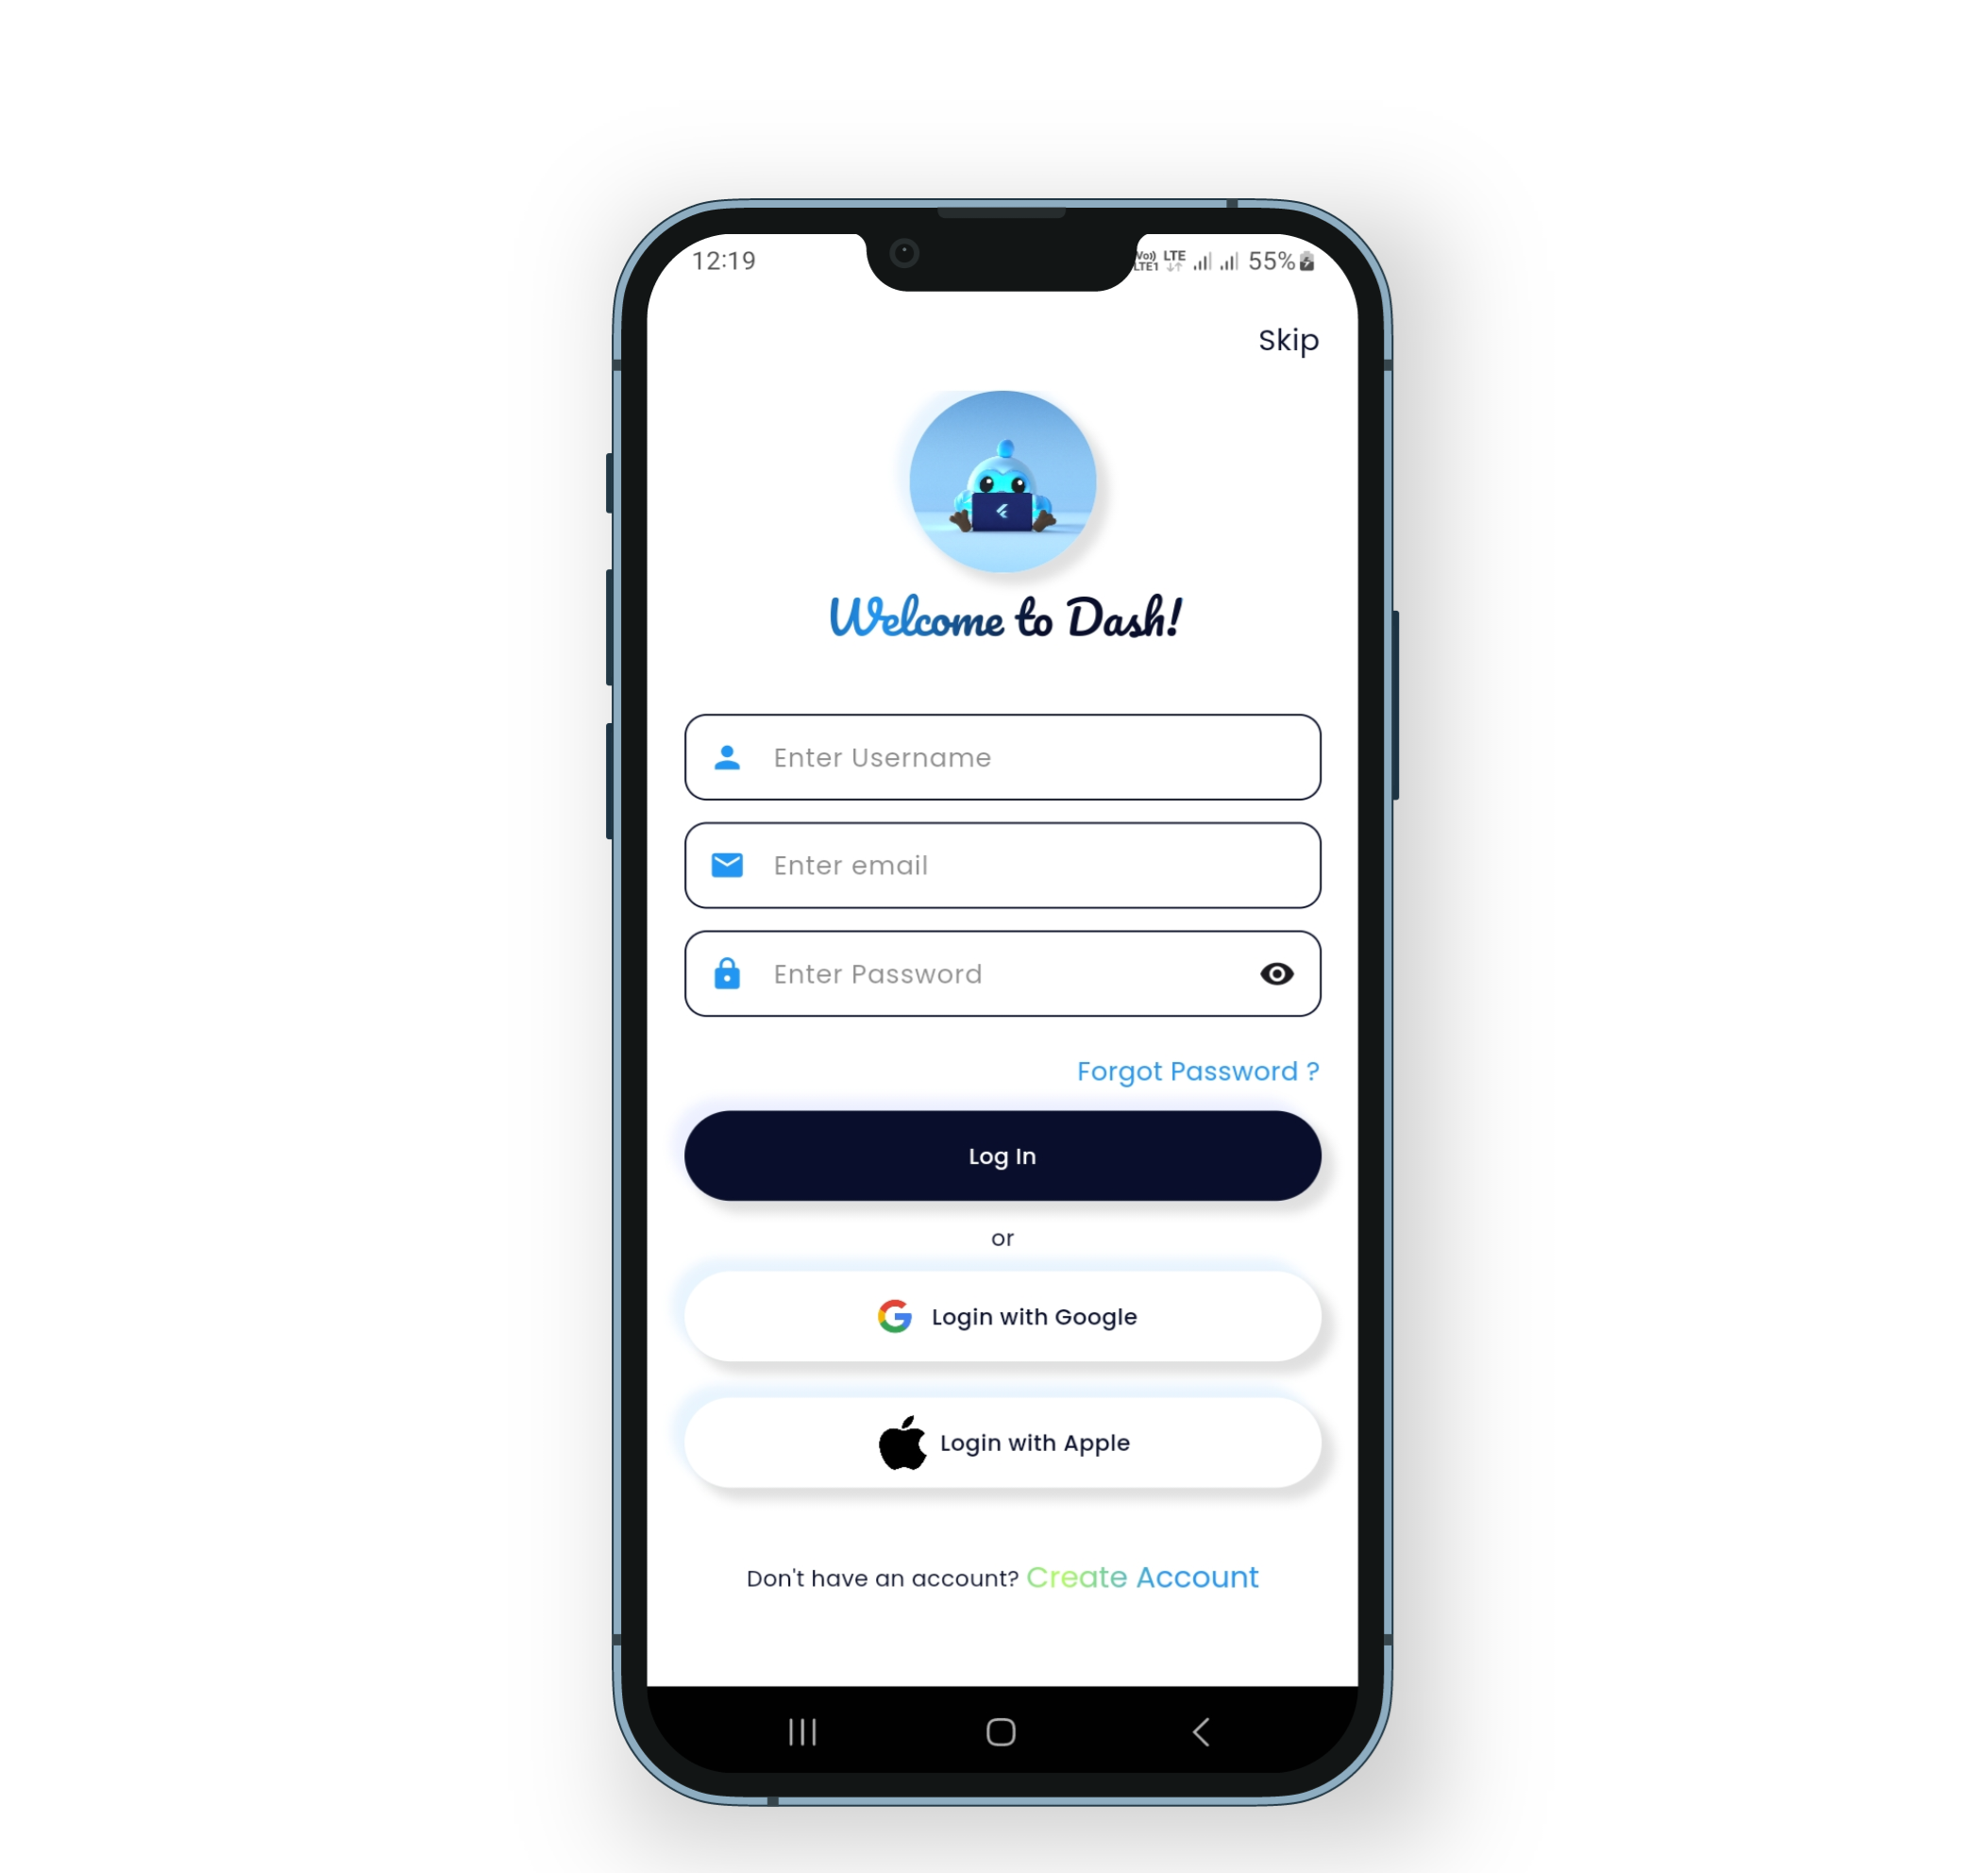 12:19 Vo)) LTE1 LTE 55%
Skip
Welcome to Dash!
Enter Username
Enter email
Enter Password
Forgot Password ?
Log In
or
Login with Google
Login with Apple
Don't have an account? Create Account